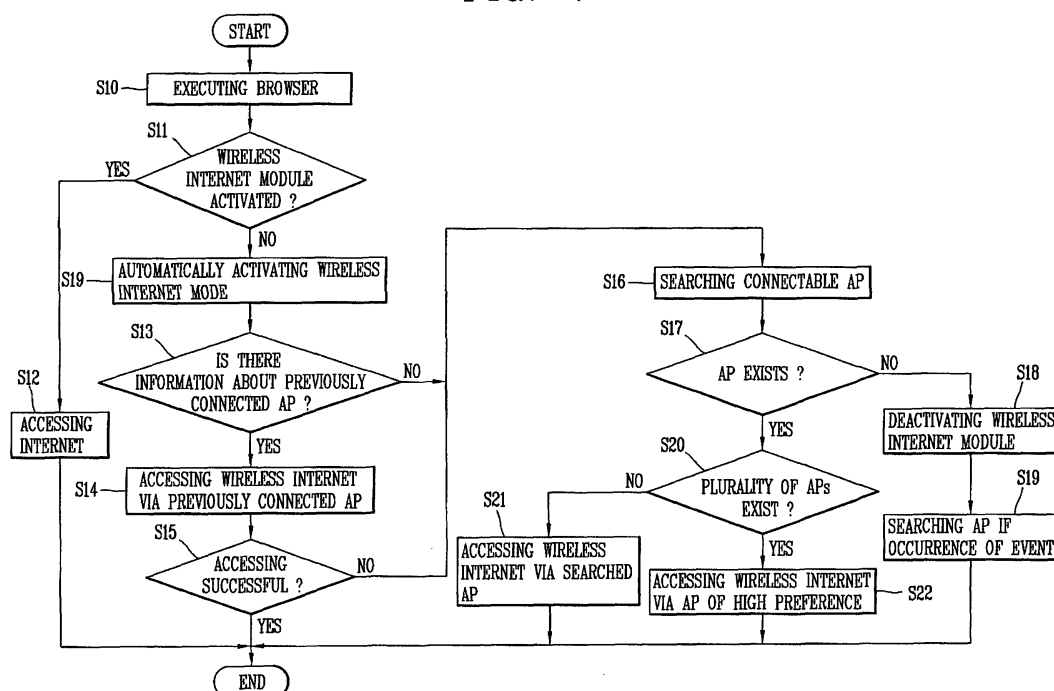 START
S10
EXECUTING BROWSER
S11
WIRELESS
INTERNET MODULE
ACTIVATED ?
YES
NO
S19
AUTOMATICALLY ACTIVATING WIRELESS
INTERNET MODE
S13
IS THERE
INFORMATION ABOUT PREVIOUSLY
CONNECTED AP ?
NO
YES
S12
ACCESSING
INTERNET
S14
ACCESSING WIRELESS INTERNET
VIA PREVIOUSLY CONNECTED AP
S15
ACCESSING
SUCCESSFUL ?
NO
YES
END
S16
SEARCHING CONNECTABLE AP
S17
AP EXISTS ?
NO
YES
S18
DEACTIVATING WIRELESS
INTERNET MODULE
S19
SEARCHING AP IF
OCCURRENCE OF EVENT
S20
PLURALITY OF APs
EXIST ?
NO
YES
S21
ACCESSING WIRELESS
INTERNET VIA SEARCHED
AP
ACCESSING WIRELESS INTERNET
VIA AP OF HIGH PREFERENCE
S22